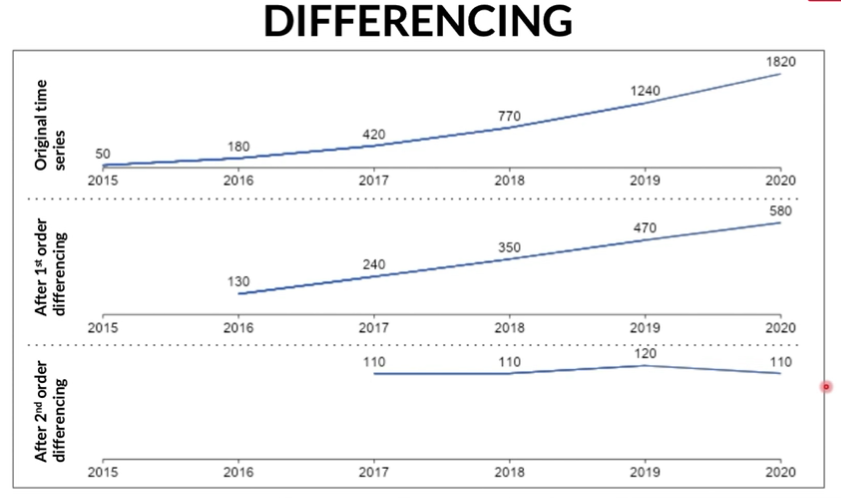 DIFFERENCING
Original time
series
50
180
420
770
1240
1820
2015 2016 2017 2018 2019 2020
After 1st order
differencing
130
240
350
470
580
2015 2016 2017 2018 2019 2020
After 2nd order
differencing
110
110
120
110
2015 2016 2017 2018 2019 2020